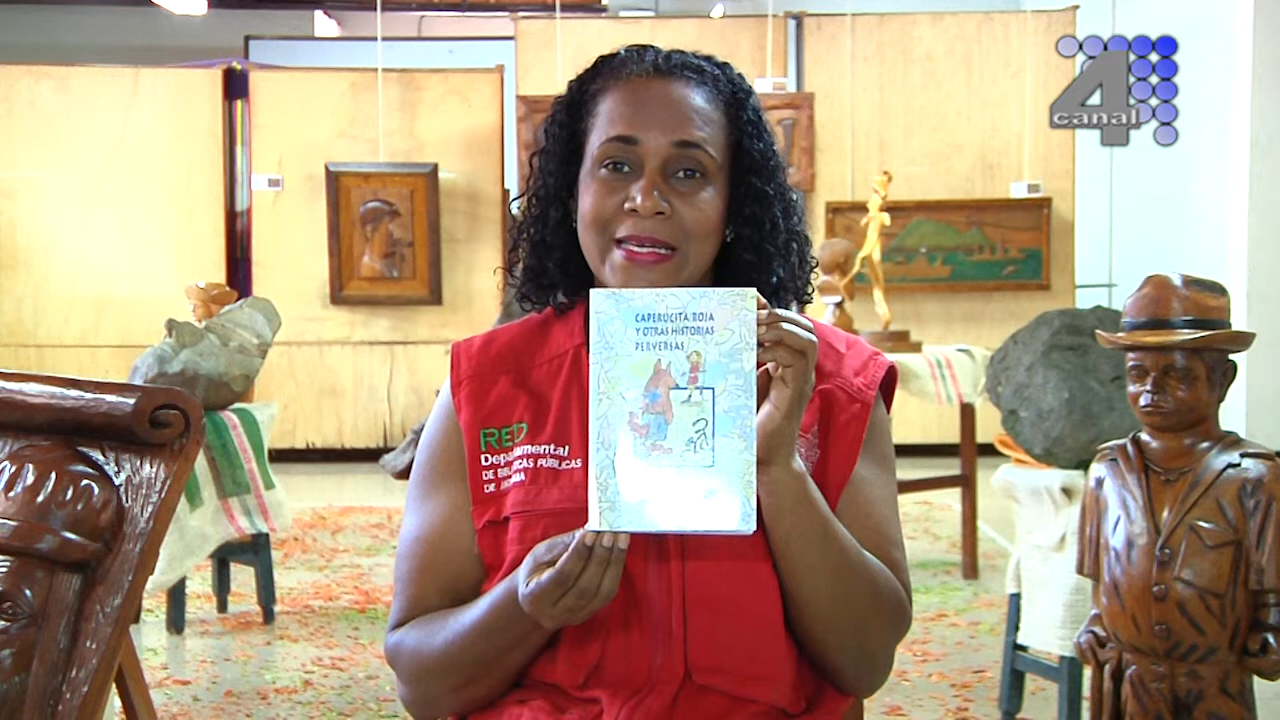 4
canal
CAPERUCITA ROJA
Y OTRAS HISTORIAS
PERVERSAS
RED
Departamental
DE BIBLIOTECAS PÚBLICAS
DE